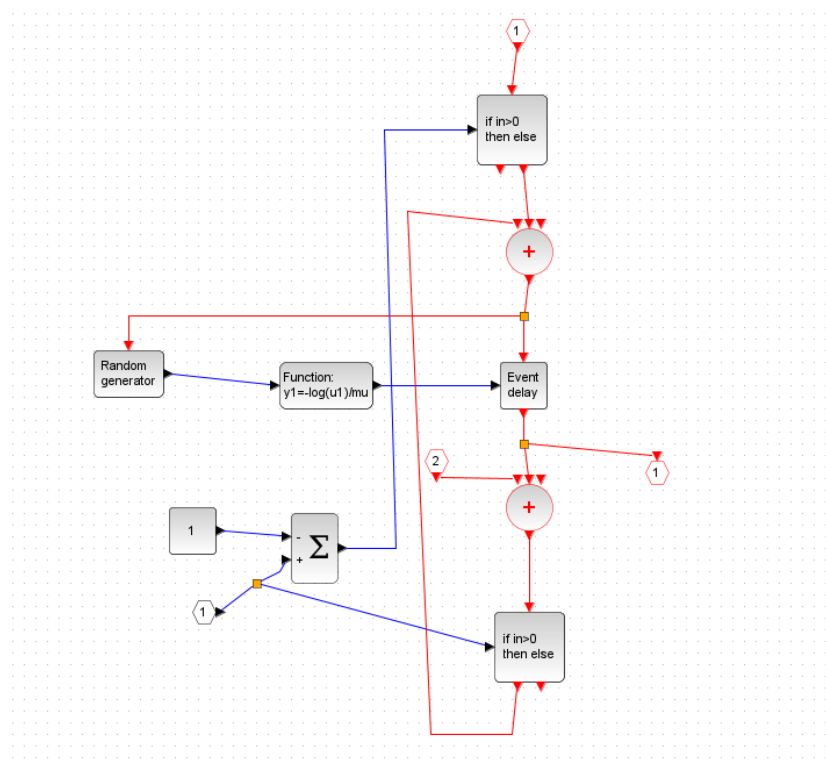 1
if in>0
then else
+
Random
generator
Function:
y1=-log(u1)/mu
Event
delay
2
1
+
1
-
+
Σ
1
if in>0
then else